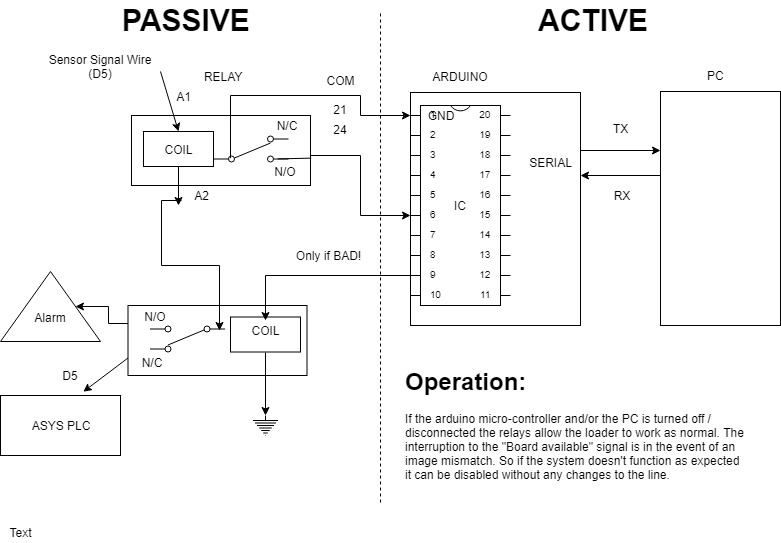 PASSIVE
ACTIVE
Sensor Signal Wire
(D5)
A1
RELAY
COM
21
24
ARDUINO
PC
COIL
N/C
N/O
A2
GND
1
2
3
4
5
6
7
8
9
10
20
19
18
17
16
15
14
13
12
11
IC
SERIAL
TX
RX
Only if BAD!
Alarm
N/O
N/C
COIL
D5
ASYS PLC
Operation:
If the arduino micro-controller and/or the PC is turned off /
disconnected the relays allow the loader to work as normal. The
interruption to the "Board available" signal is in the event of an
image mismatch. So if the system doesn't function as expected
it can be disabled without any changes to the line.
Text